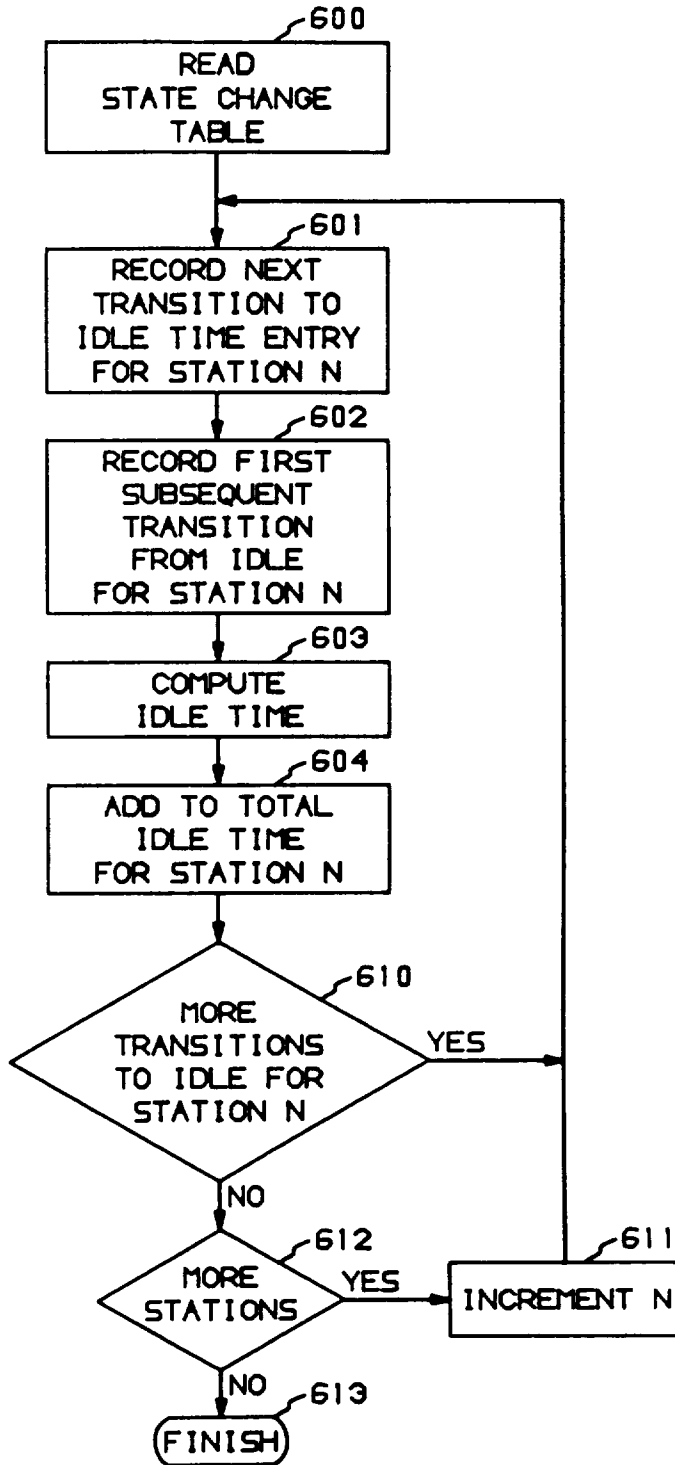 600
READ
STATE CHANGE
TABLE
601
RECORD NEXT
TRANSITION TO
IDLE TIME ENTRY
FOR STATION N
602
RECORD FIRST
SUBSEQUENT
TRANSITION
FROM IDLE
FOR STATION N
603
COMPUTE
IDLE TIME
604
ADD TO TOTAL
IDLE TIME
FOR STATION N
610
MORE
TRANSITIONS
TO IDLE FOR
STATION N
YES
NO
612
MORE
STATIONS
YES
611
INCREMENT N
NO
613
FINISH